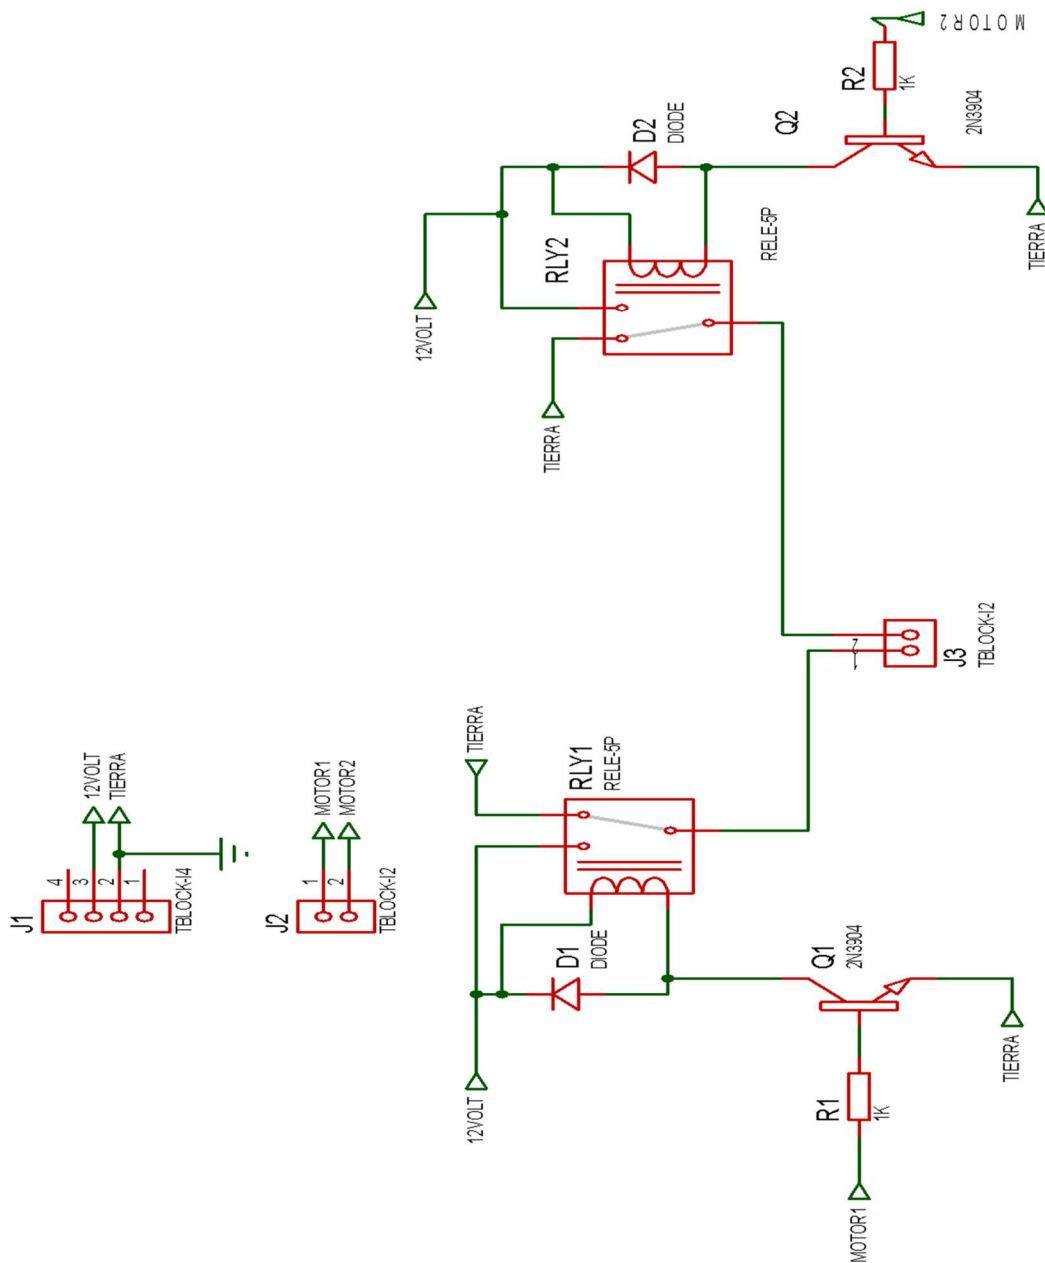 J1
4
3
2
1
TBLOCK-I4
12VOLT
TIERRA
J2
1
2
TBLOCK-I2
MOTOR1
MOTOR2
12VOLT
TIERRA
RLY1
RELE-5P
D1
DIODE
Q1
2N3904
R1
1K
MOTOR1
TIERRA
J3
TBLOCK-I2
1
2
12VOLT
TIERRA
RLY2
RELE-5P
D2
DIODE
Q2
2N3904
R2
1K
MOTOR2
TIERRA